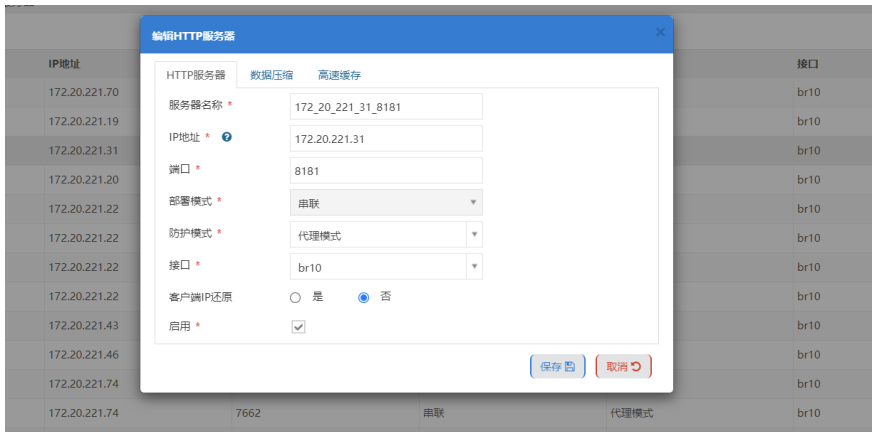 编辑HTTP服务器
×
IP地址 接口
HTTP服务器 数据压缩 高速缓存
172.20.221.70 br10
服务器名称 * 172_20_221_31_8181
172.20.221.19 br10
IP地址 * 172.20.221.31
172.20.221.31 br10
端口 * 8181
172.20.221.20 br10
部署模式 * 串联
172.20.221.22 br10
防护模式 * 代理模式
172.20.221.22 br10
接口 * br10
172.20.221.22 br10
客户端IP还原 是 否
172.20.221.22 br10
启用 *
172.20.221.43 br10
172.20.221.46 br10
保存 取消
172.20.221.74 br10
172.20.221.74 7662 串联 代理模式 br10